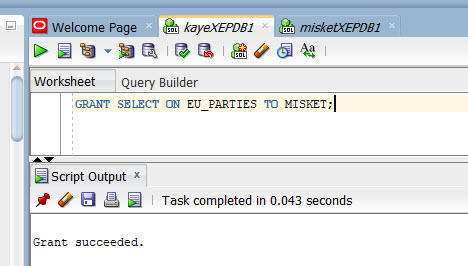 Welcome Page kayeXEPDB1 misketXEPDB1
Worksheet Query Builder
GRANT SELECT ON EU_PARTIES TO MISKET;
Script Output
Task completed in 0.043 seconds
Grant succeeded.